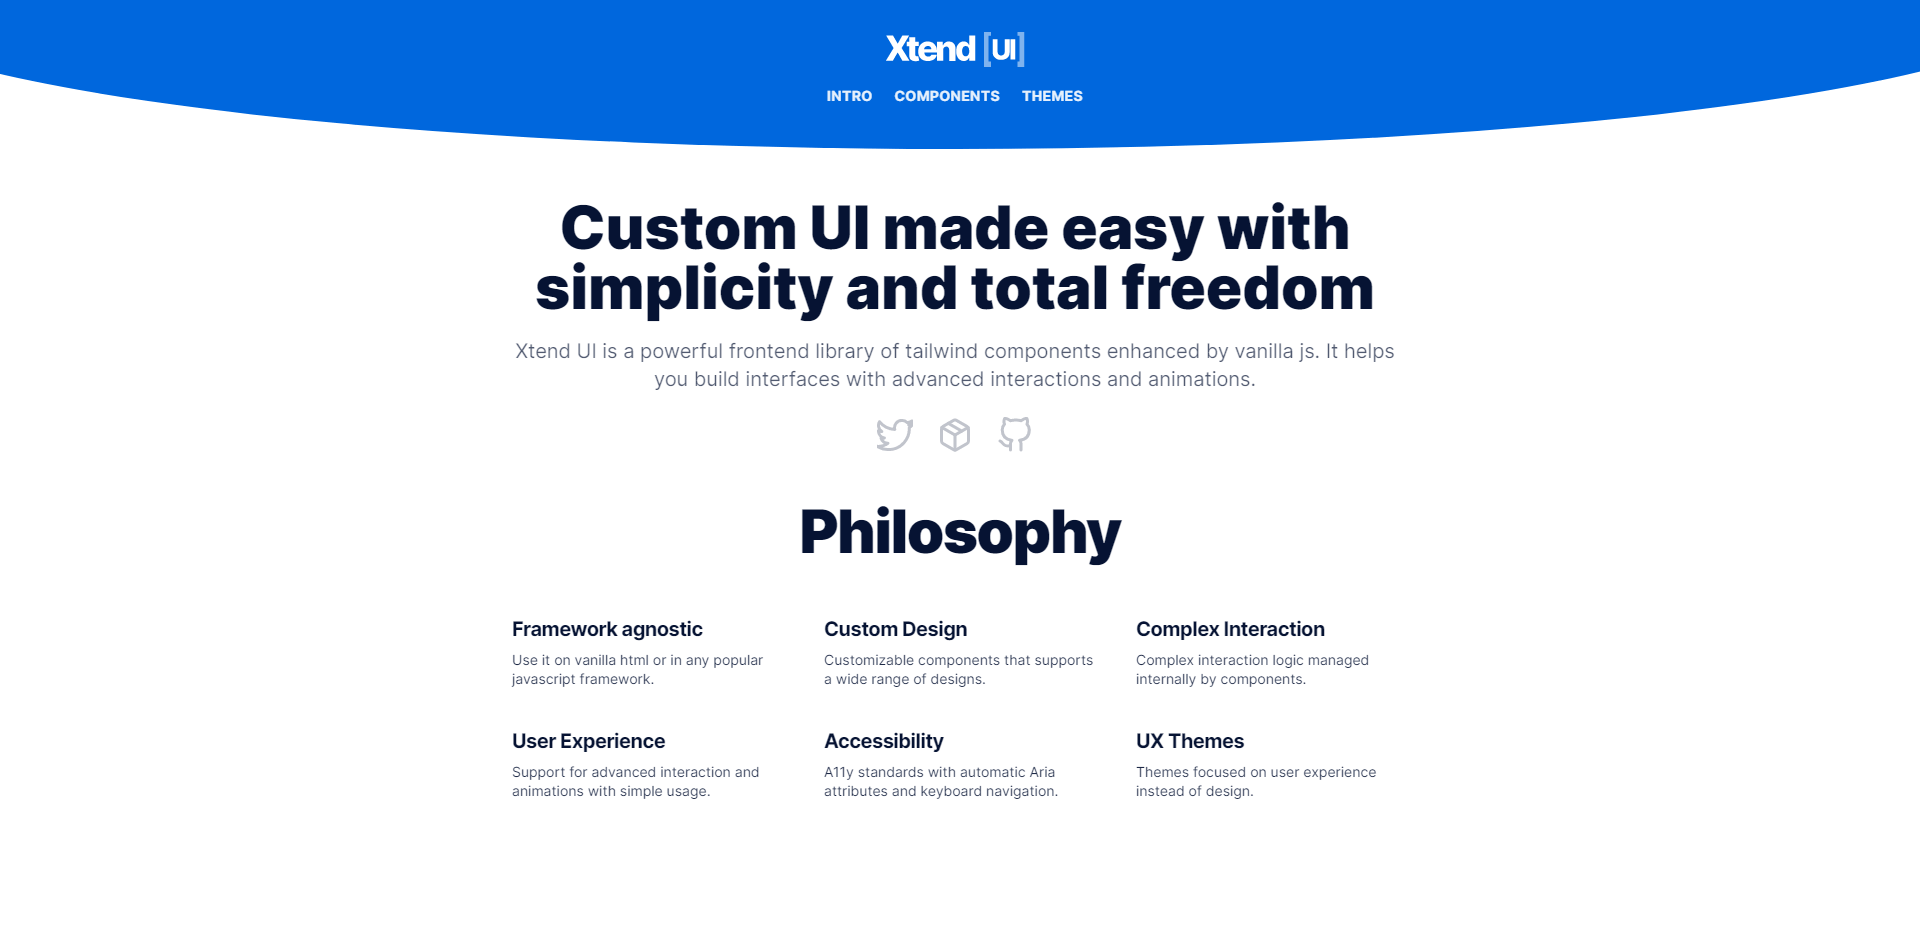 Xtend [UI]
INTRO COMPONENTS THEMES
Custom UI made easy with
simplicity and total freedom
Xtend UI is a powerful frontend library of tailwind components enhanced by vanilla js. It helps
you build interfaces with advanced interactions and animations.
Philosophy
Framework agnostic
Use it on vanilla html or in any popular
javascript framework.
Custom Design
Customizable components that supports
a wide range of designs.
Complex Interaction
Complex interaction logic managed
internally by components.
User Experience
Support for advanced interaction and
animations with simple usage.
Accessibility
A11y standards with automatic Aria
attributes and keyboard navigation.
UX Themes
Themes focused on user experience
instead of design.